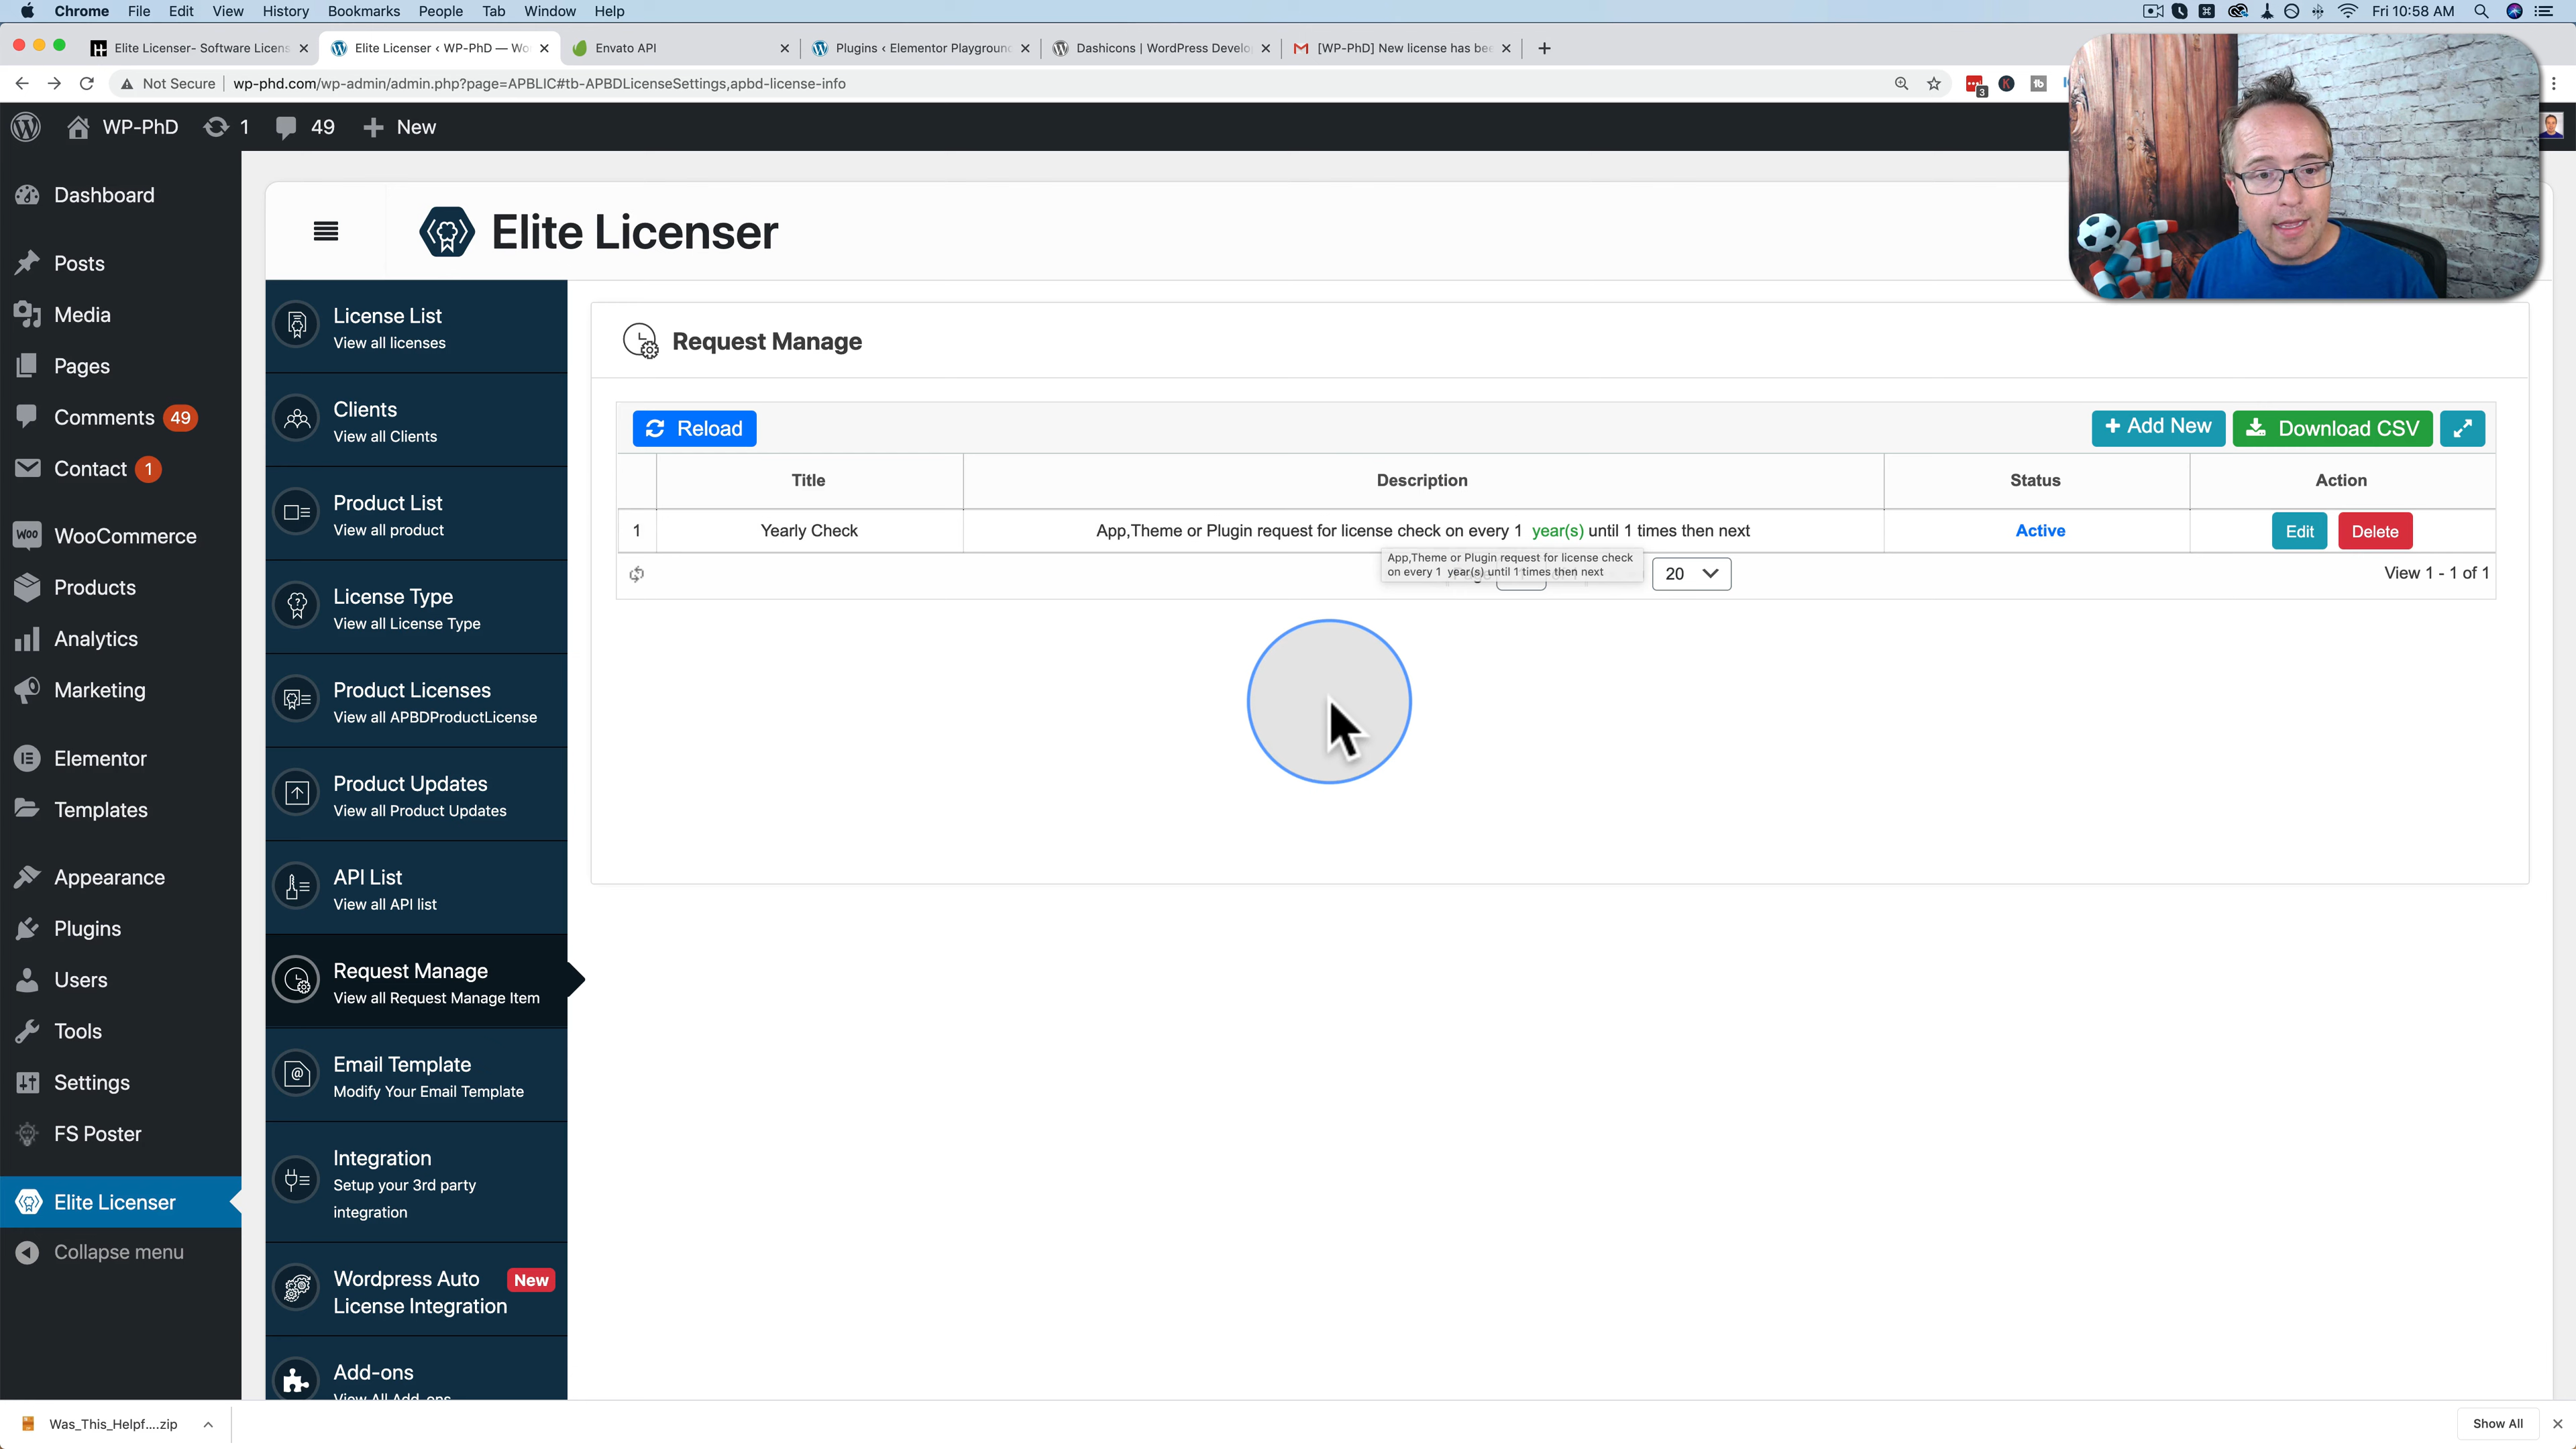 Chrome File Edit View History Bookmarks People Tab Window Help
Fri 10:58 AM
Elite Licenser- Software Licens
Elite Licenser ‹ WP-PhD — Wo
Envato API
Plugins ‹ Elementor Playground
Dashicons | WordPress Develo
[WP-PhD] New license has bee
Not Secure
wp-phd.com/wp-admin/admin.php?page=APBLIC#tb-APBDLicenseSettings,apbd-license-info
3
WP-PhD
1
49
New
Dashboard
Posts
Media
Pages
Comments 49
Contact 1
WooCommerce
Products
Analytics
Marketing
Elementor
Templates
Appearance
Plugins
Users
Tools
Settings
FS Poster
Elite Licenser
Collapse menu
Elite Licenser
License List
View all licenses
Clients
View all Clients
Product List
View all product
License Type
View all License Type
Product Licenses
View all APBDProductLicense
Product Updates
View all Product Updates
API List
View all API list
Request Manage
View all Request Manage Item
Email Template
Modify Your Email Template
Integration
Setup your 3rd party
integration
Wordpress Auto New
License Integration
Add-ons
View All Add-ons
Request Manage
Reload
+ Add New
Download CSV
Title Description Status Action
1 Yearly Check App,Theme or Plugin request for license check on every 1 year(s) until 1 times then next Active Edit Delete
App,Theme or Plugin request for license check
on every 1 year(s) until 1 times then next
20
View 1 - 1 of 1
Was_This_Helpf....zip
Show All